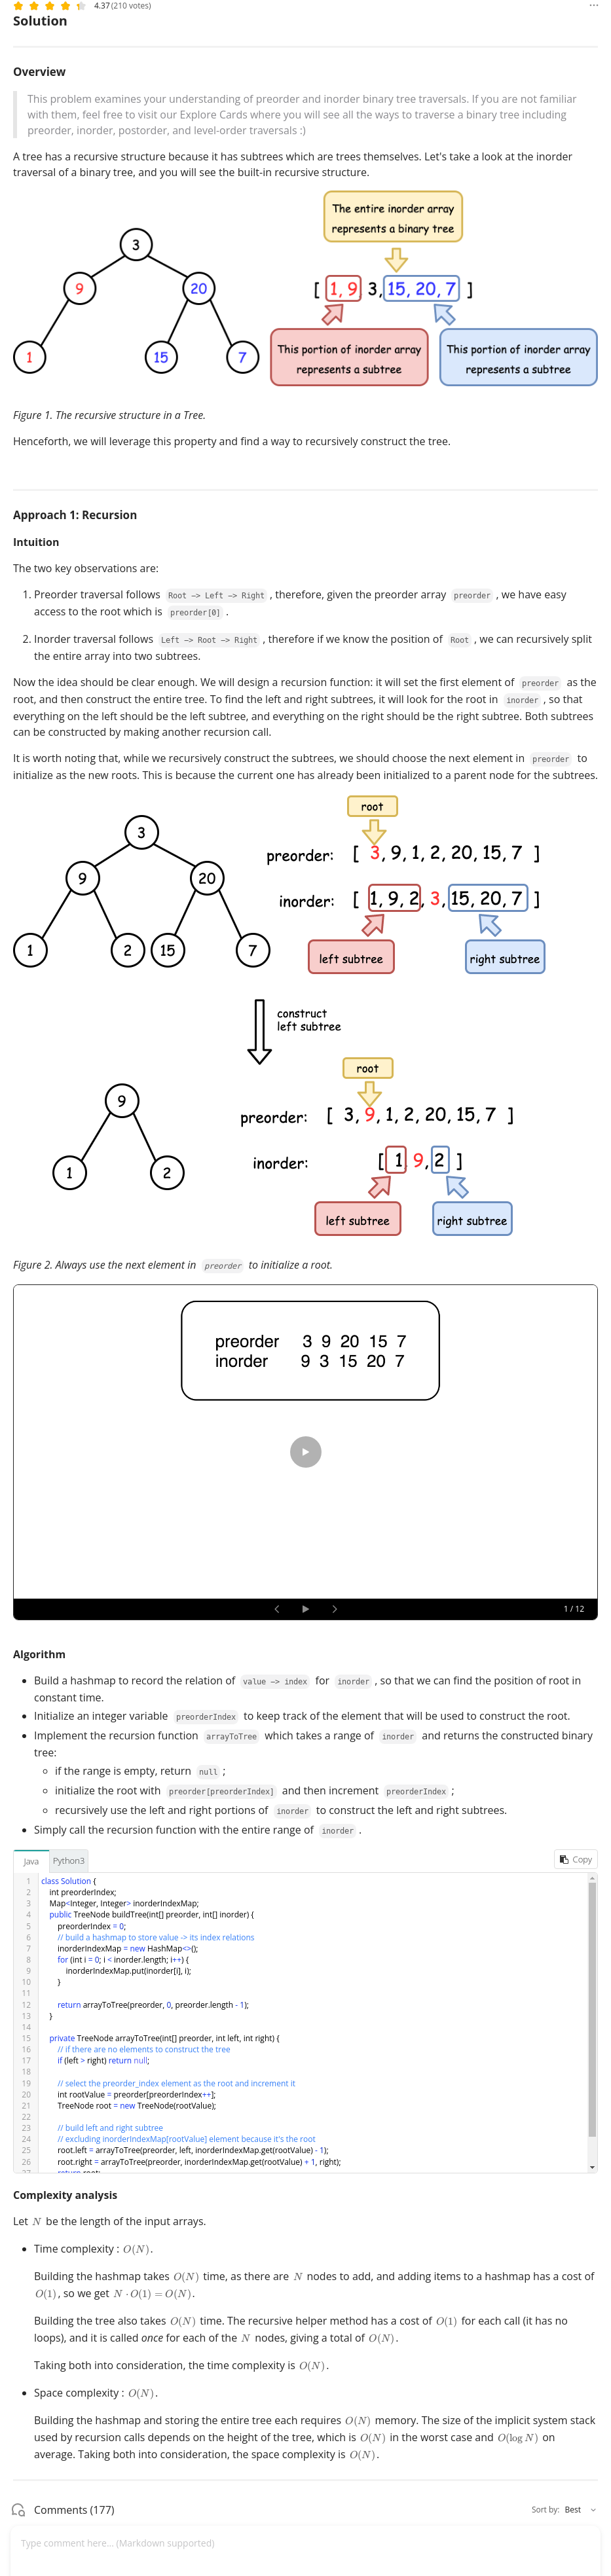 4.37 (210 votes)
Solution
Overview
This problem examines your understanding of preorder and inorder binary tree traversals. If you are not familiar
with them, feel free to visit our Explore Cards where you will see all the ways to traverse a binary tree including
preorder, inorder, postorder, and level-order traversals :)
A tree has a recursive structure because it has subtrees which are trees themselves. Let's take a look at the inorder
traversal of a binary tree, and you will see the built-in recursive structure.
The entire inorder array
represents a binary tree
3
9
20
[ 1, 9, 3, 15, 20, 7 ]
1
15
7
This portion of inorder array
represents a subtree
This portion of inorder array
represents a subtree
Figure 1. The recursive structure in a Tree.
Henceforth, we will leverage this property and find a way to recursively construct the tree.
Approach 1: Recursion
Intuition
The two key observations are:
1. Preorder traversal follows Root -> Left -> Right , therefore, given the preorder array preorder , we have easy
access to the root which is preorder[0] .
2. Inorder traversal follows Left -> Root -> Right , therefore if we know the position of Root , we can recursively split
the entire array into two subtrees.
Now the idea should be clear enough. We will design a recursion function: it will set the first element of preorder as the
root, and then construct the entire tree. To find the left and right subtrees, it will look for the root in inorder , so that
everything on the left should be the left subtree, and everything on the right should be the right subtree. Both subtrees
can be constructed by making another recursion call.
It is worth noting that, while we recursively construct the subtrees, we should choose the next element in preorder to
initialize as the new roots. This is because the current one has already been initialized to a parent node for the subtrees.
root
3
preorder: [ 3, 9, 1, 2, 20, 15, 7 ]
9
20
inorder: [ 1, 9, 2, 3, 15, 20, 7 ]
1
2
15
7
left subtree
right subtree
construct
left subtree
root
9
preorder: [ 3, 9, 1, 2, 20, 15, 7 ]
1
2
inorder: [ 1 9, 2 ]
left subtree
right subtree
Figure 2. Always use the next element in preorder to initialize a root.
preorder 3 9 20 15 7
inorder 9 3 15 20 7
1 / 12
Algorithm
• Build a hashmap to record the relation of value -> index for inorder , so that we can find the position of root in
constant time.
• Initialize an integer variable preorderIndex to keep track of the element that will be used to construct the root.
• Implement the recursion function arrayToTree which takes a range of inorder and returns the constructed binary
tree:
◦ if the range is empty, return null ;
◦ initialize the root with preorder[preorderIndex] and then increment preorderIndex ;
◦ recursively use the left and right portions of inorder to construct the left and right subtrees.
• Simply call the recursion function with the entire range of inorder .
Java Python3 Copy
1 class Solution {
2 int preorderIndex;
3 Map<Integer, Integer> inorderIndexMap;
4 public TreeNode buildTree(int[] preorder, int[] inorder) {
5 preorderIndex = 0;
6 // build a hashmap to store value -> its index relations
7 inorderIndexMap = new HashMap<>();
8 for (int i = 0; i < inorder.length; i++) {
9 inorderIndexMap.put(inorder[i], i);
10 }
11
12 return arrayToTree(preorder, 0, preorder.length - 1);
13 }
14
15 private TreeNode arrayToTree(int[] preorder, int left, int right) {
16 // if there are no elements to construct the tree
17 if (left > right) return null;
18
19 // select the preorder_index element as the root and increment it
20 int rootValue = preorder[preorderIndex++];
21 TreeNode root = new TreeNode(rootValue);
22
23 // build left and right subtree
24 // excluding inorderIndexMap[rootValue] element because it's the root
25 root.left = arrayToTree(preorder, left, inorderIndexMap.get(rootValue) - 1);
26 root.right = arrayToTree(preorder, inorderIndexMap.get(rootValue) + 1, right);
27 return root;
Complexity analysis
Let N be the length of the input arrays.
• Time complexity : O(N).
Building the hashmap takes O(N) time, as there are N nodes to add, and adding items to a hashmap has a cost of
O(1), so we get N · O(1) = O(N).
Building the tree also takes O(N) time. The recursive helper method has a cost of O(1) for each call (it has no
loops), and it is called once for each of the N nodes, giving a total of O(N).
Taking both into consideration, the time complexity is O(N).
• Space complexity : O(N).
Building the hashmap and storing the entire tree each requires O(N) memory. The size of the implicit system stack
used by recursion calls depends on the height of the tree, which is O(N) in the worst case and O(log N) on
average. Taking both into consideration, the space complexity is O(N).
Comments (177)
Sort by: Best
Type comment here... (Markdown supported)